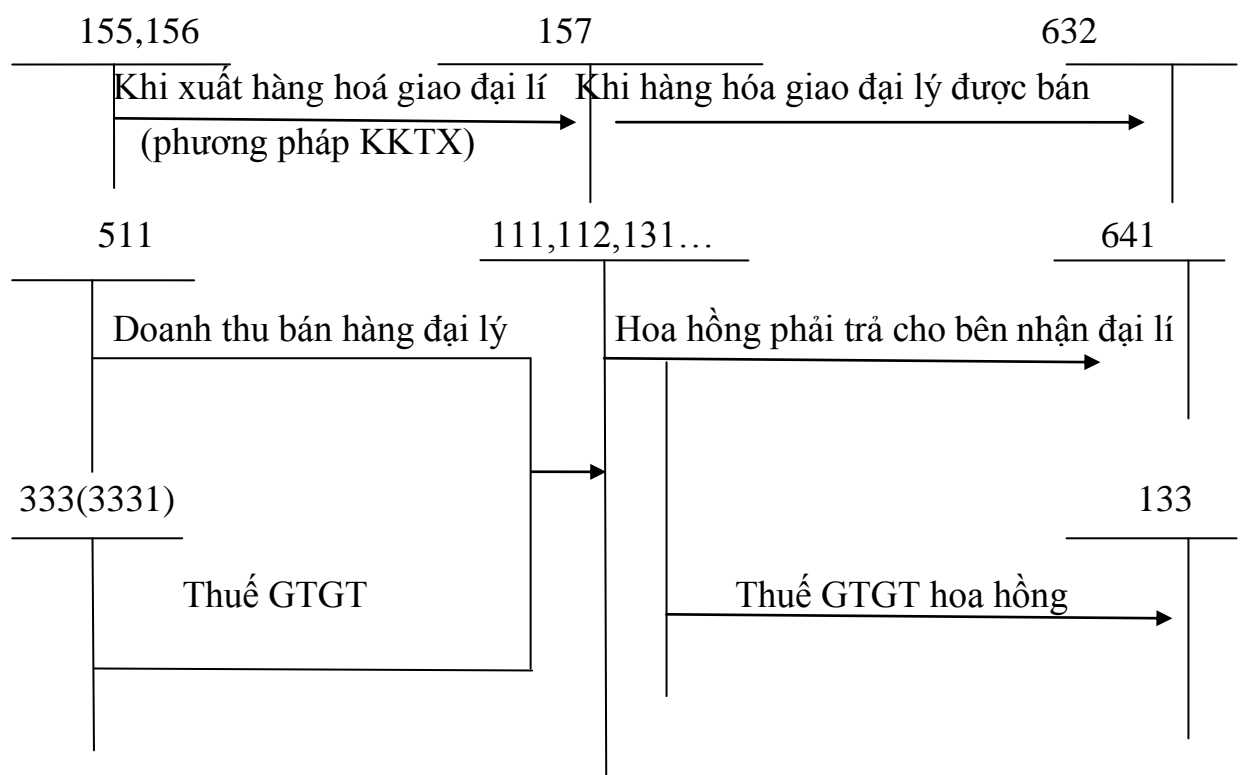 155,156 157 632
Khi xuất hàng hoá giao đại lí Khi hàng hóa giao đại lý được bán
(phương pháp KKTX)
511 111,112,131… 641
Doanh thu bán hàng đại lý Hoa hồng phải trả cho bên nhận đại lí
333(3331) 133
Thuế GTGT Thuế GTGT hoa hồng